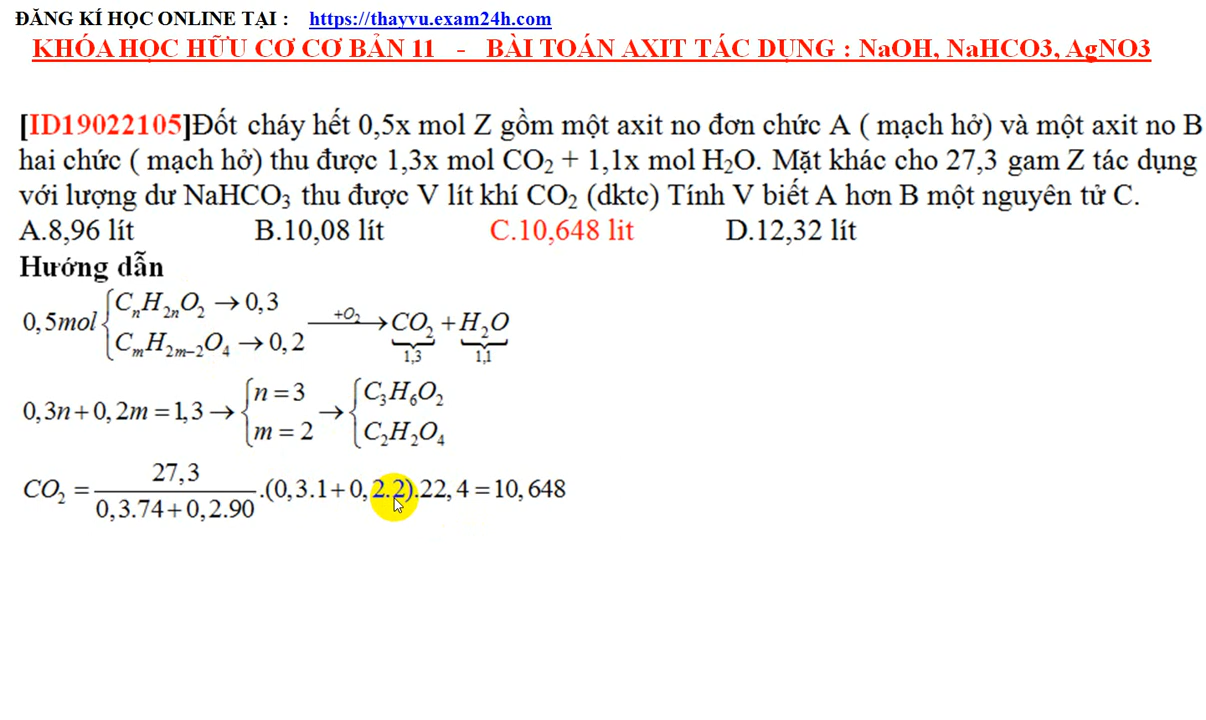 ĐĂNG KÍ HỌC ONLINE TẠI : https://thayvu.exam24h.com
KHÓA HỌC HỮU CƠ CƠ BẢN 11 - BÀI TOÁN AXIT TÁC DỤNG : NaOH, NaHCO3, AgNO3
[ID19022105]Đốt cháy hết 0,5x mol Z gồm một axit no đơn chức A ( mạch hở) và một axit no B
hai chức ( mạch hở) thu được 1,3x mol CO₂ + 1,1x mol H₂O. Mặt khác cho 27,3 gam Z tác dụng
với lượng dư NaHCO₃ thu được V lít khí CO₂ (dktc) Tính V biết A hơn B một nguyên tử C.
A.8,96 lít B.10,08 lít C.10,648 lit D.12,32 lít
Hướng dẫn
0,5mol { CₙH₂ₙO₂ → 0,3
CₘH₂ₘ₋₂O₄ → 0,2 +O₂ → CO₂ + H₂O
1,3 1,1
0,3n + 0,2m = 1,3 → { n = 3 → { C₃H₆O₂
m = 2 C₂H₂O₄
CO₂ = 27,3 / (0,3.74 + 0,2.90) .(0,3.1 + 0,2.2).22,4 = 10,648